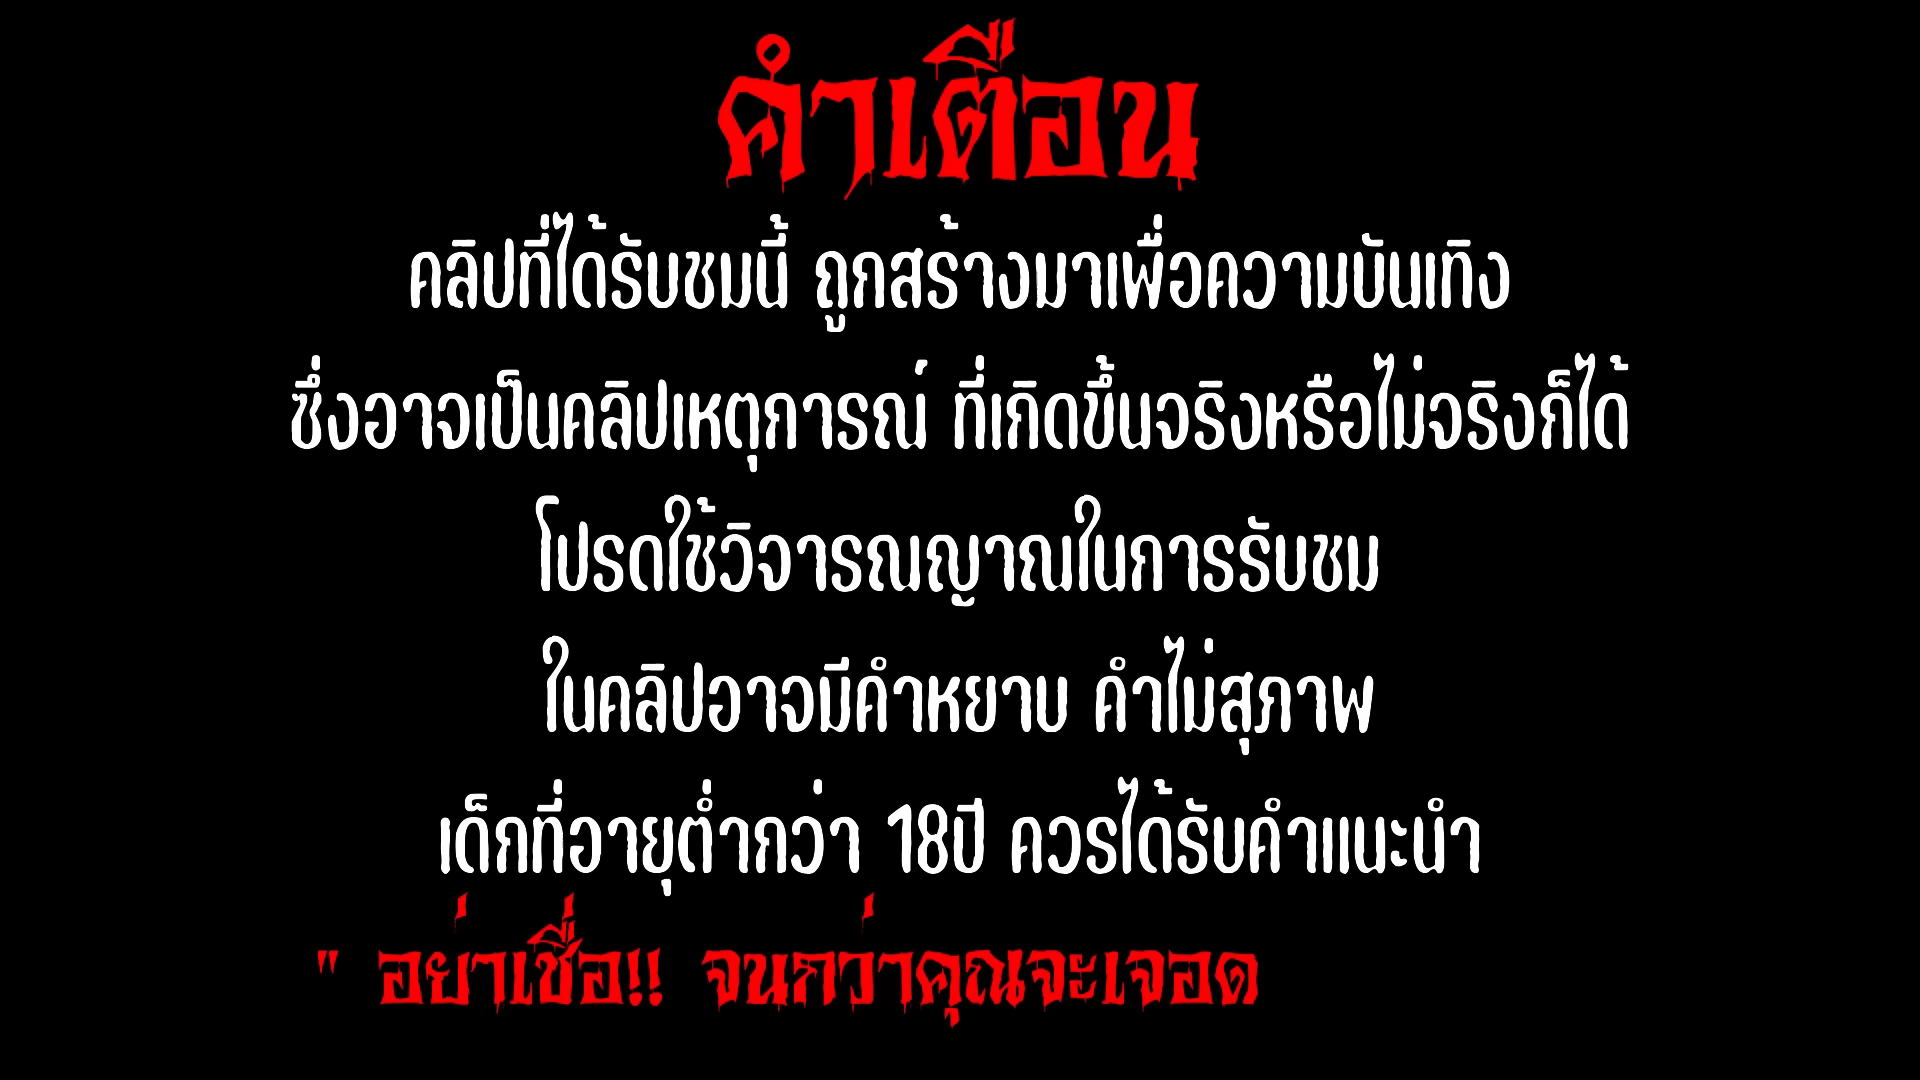 คำเตือน
คลิปที่ได้รับชมนี้ ถูกสร้างมาเพื่อความบันเทิง
ซึ่งอาจเป็นคลิปเหตุการณ์ ที่เกิดขึ้นจริงหรือไม่จริงก็ได้
โปรดใช้วิจารณญาณในการรับชม
ในคลิปอาจมีคำหยาบ คำไม่สุภาพ
เด็กที่อายุต่ำกว่า 18ปี ควรได้รับคำแนะนำ
" อย่าเชื่อ!! จนกว่าคุณจะเจอด